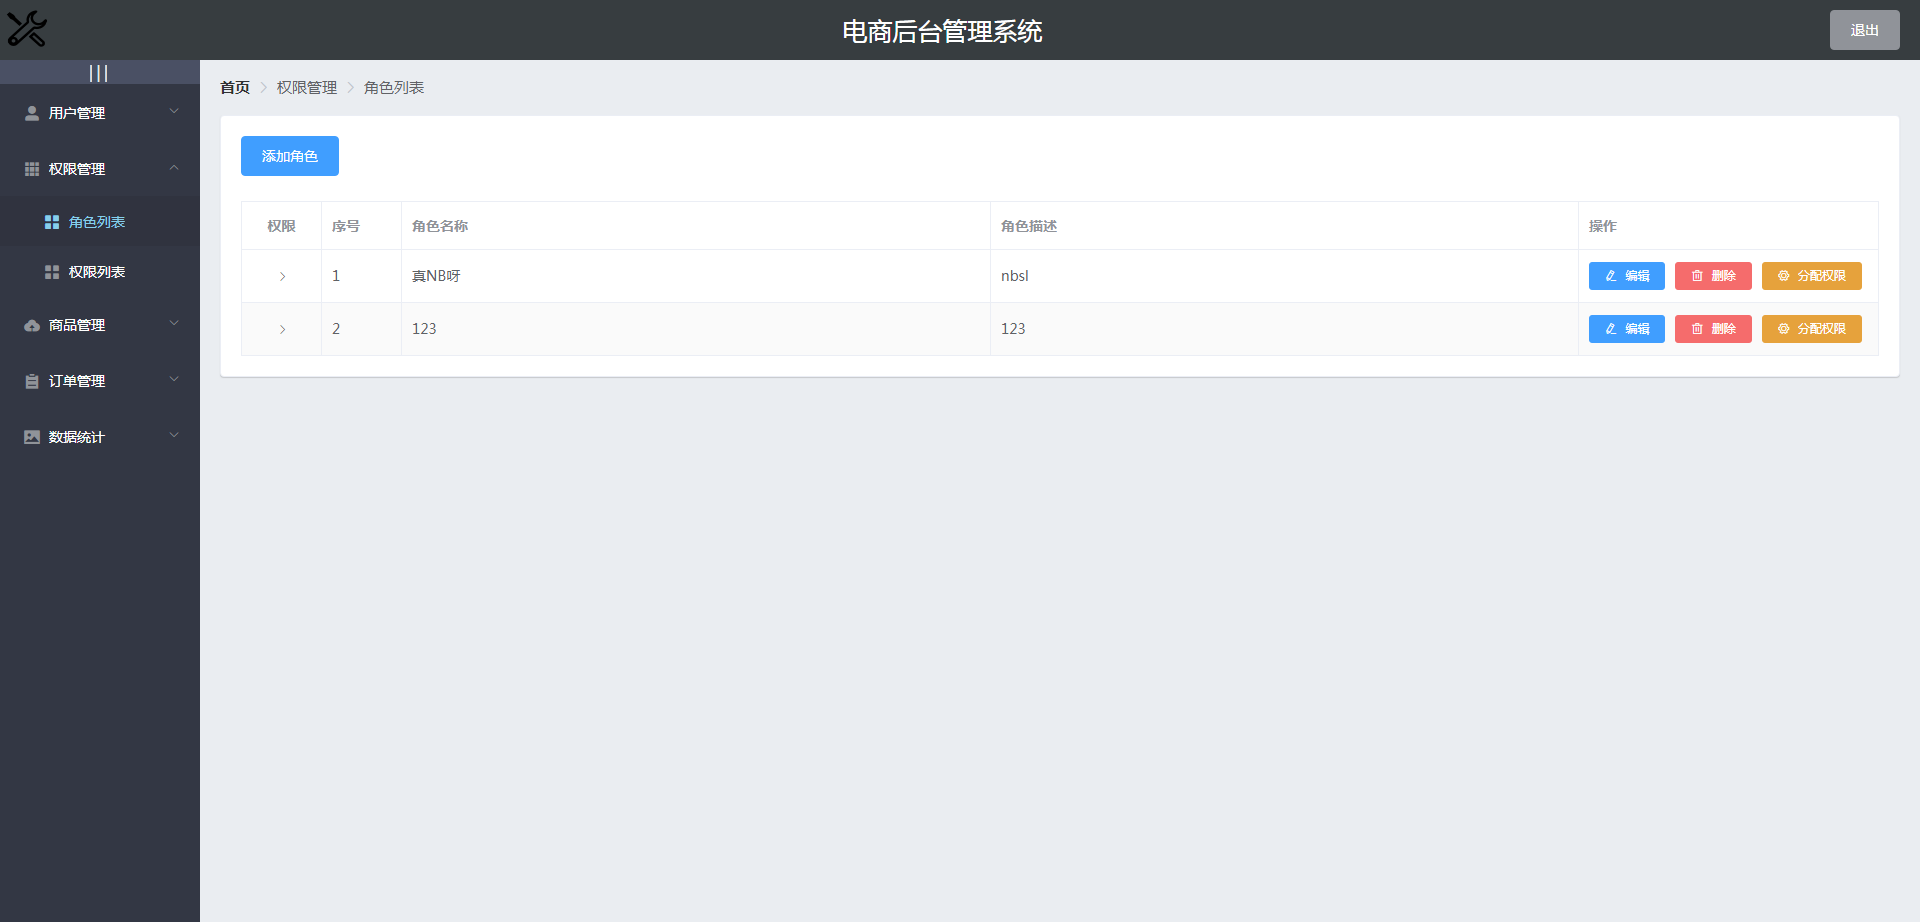 电商后台管理系统
退出
|||
用户管理
权限管理
角色列表
权限列表
商品管理
订单管理
数据统计
首页 > 权限管理 > 角色列表
添加角色
权限 序号 角色名称 角色描述 操作
1 真NB呀 nbsl 编辑 删除 分配权限
2 123 123 编辑 删除 分配权限